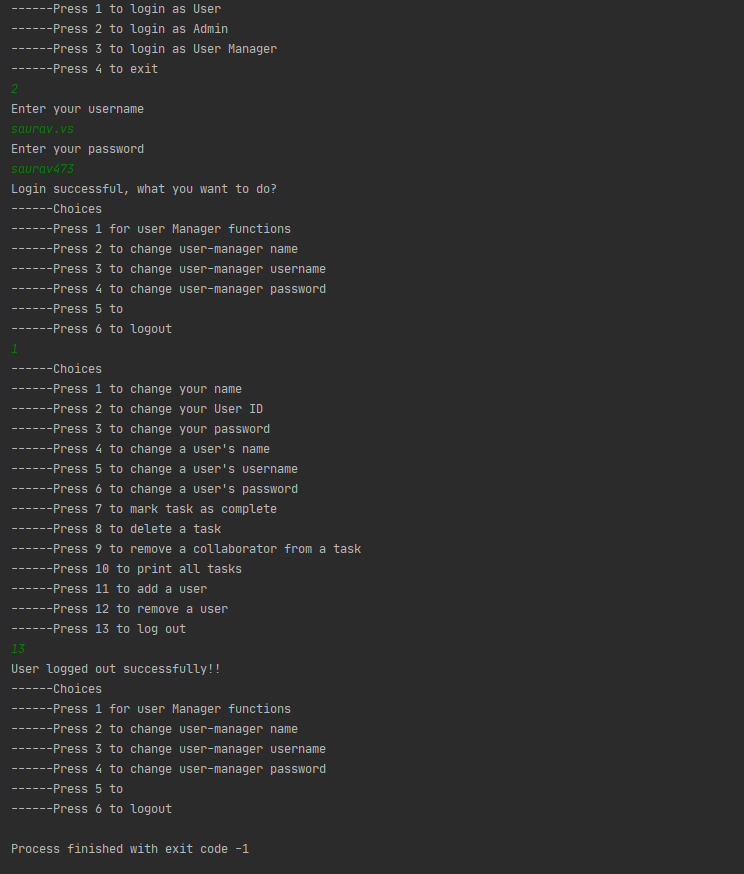 ------Press 1 to login as User
------Press 2 to login as Admin
------Press 3 to login as User Manager
------Press 4 to exit
2
Enter your username
saurav.vs
Enter your password
saurav473
Login successful, what you want to do?
------Choices
------Press 1 for user Manager functions
------Press 2 to change user-manager name
------Press 3 to change user-manager username
------Press 4 to change user-manager password
------Press 5 to
------Press 6 to logout
1
------Choices
------Press 1 to change your name
------Press 2 to change your User ID
------Press 3 to change your password
------Press 4 to change a user's name
------Press 5 to change a user's username
------Press 6 to change a user's password
------Press 7 to mark task as complete
------Press 8 to delete a task
------Press 9 to remove a collaborator from a task
------Press 10 to print all tasks
------Press 11 to add a user
------Press 12 to remove a user
------Press 13 to log out
13
User logged out successfully!!
------Choices
------Press 1 for user Manager functions
------Press 2 to change user-manager name
------Press 3 to change user-manager username
------Press 4 to change user-manager password
------Press 5 to
------Press 6 to logout
Process finished with exit code -1